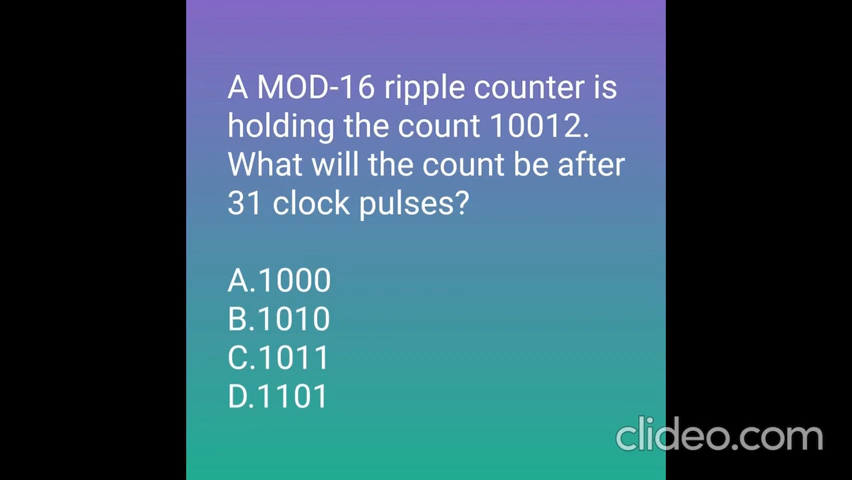 A MOD-16 ripple counter is
holding the count 10012.
What will the count be after
31 clock pulses?
A.1000
B.1010
C.1011
D.1101
clideo.com